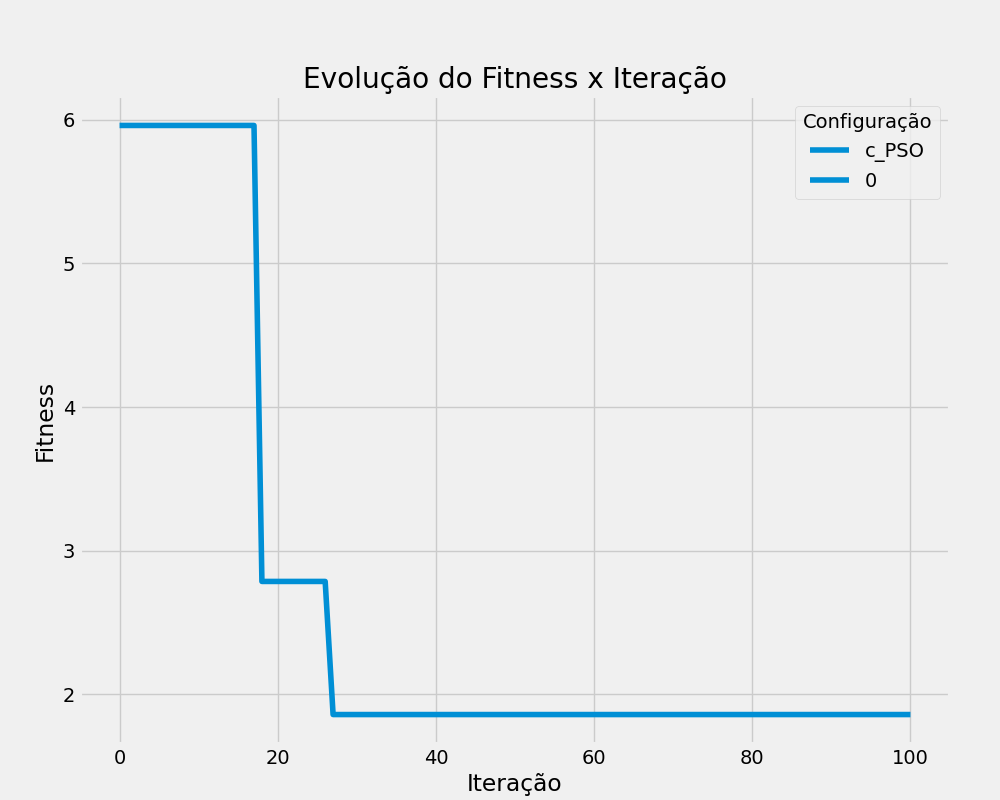 Evolução do Fitness x Iteração
Configuração
c_PSO
0
Fitness
6
5
4
3
2
0 20 40 60 80 100
Iteração